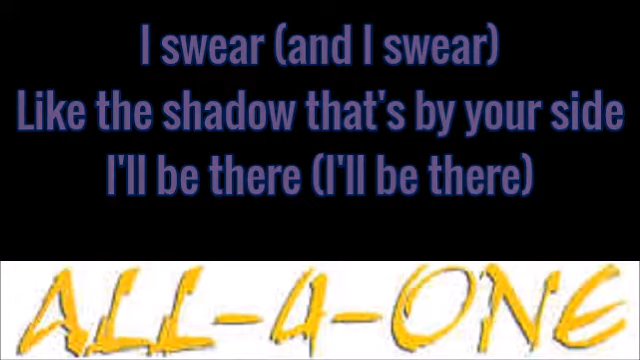 I swear (and I swear)
Like the shadow that's by your side
I'll be there (I'll be there)
ALL-4-ONE